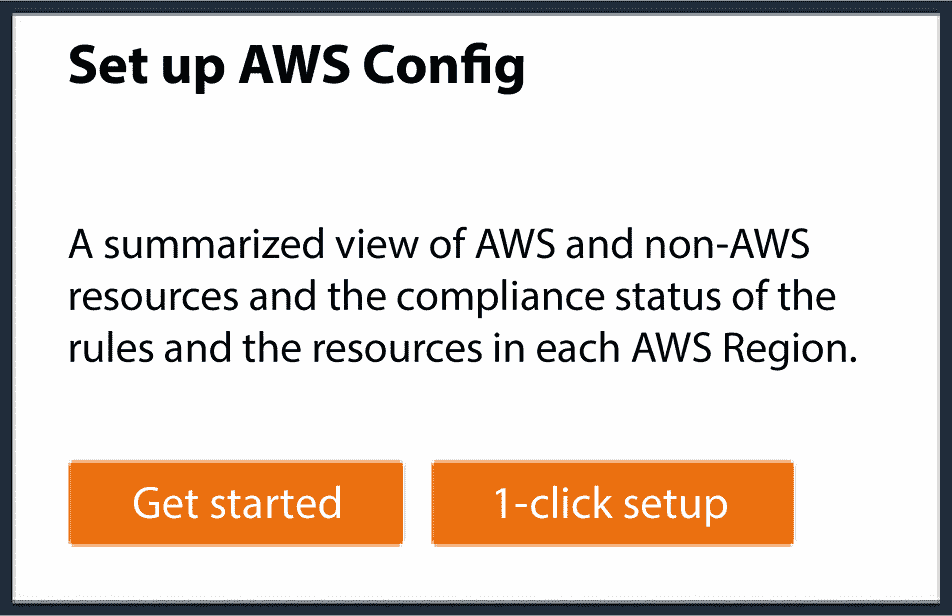 Set up AWS Config
A summarized view of AWS and non-AWS
resources and the compliance status of the
rules and the resources in each AWS Region.
Get started
1-click setup